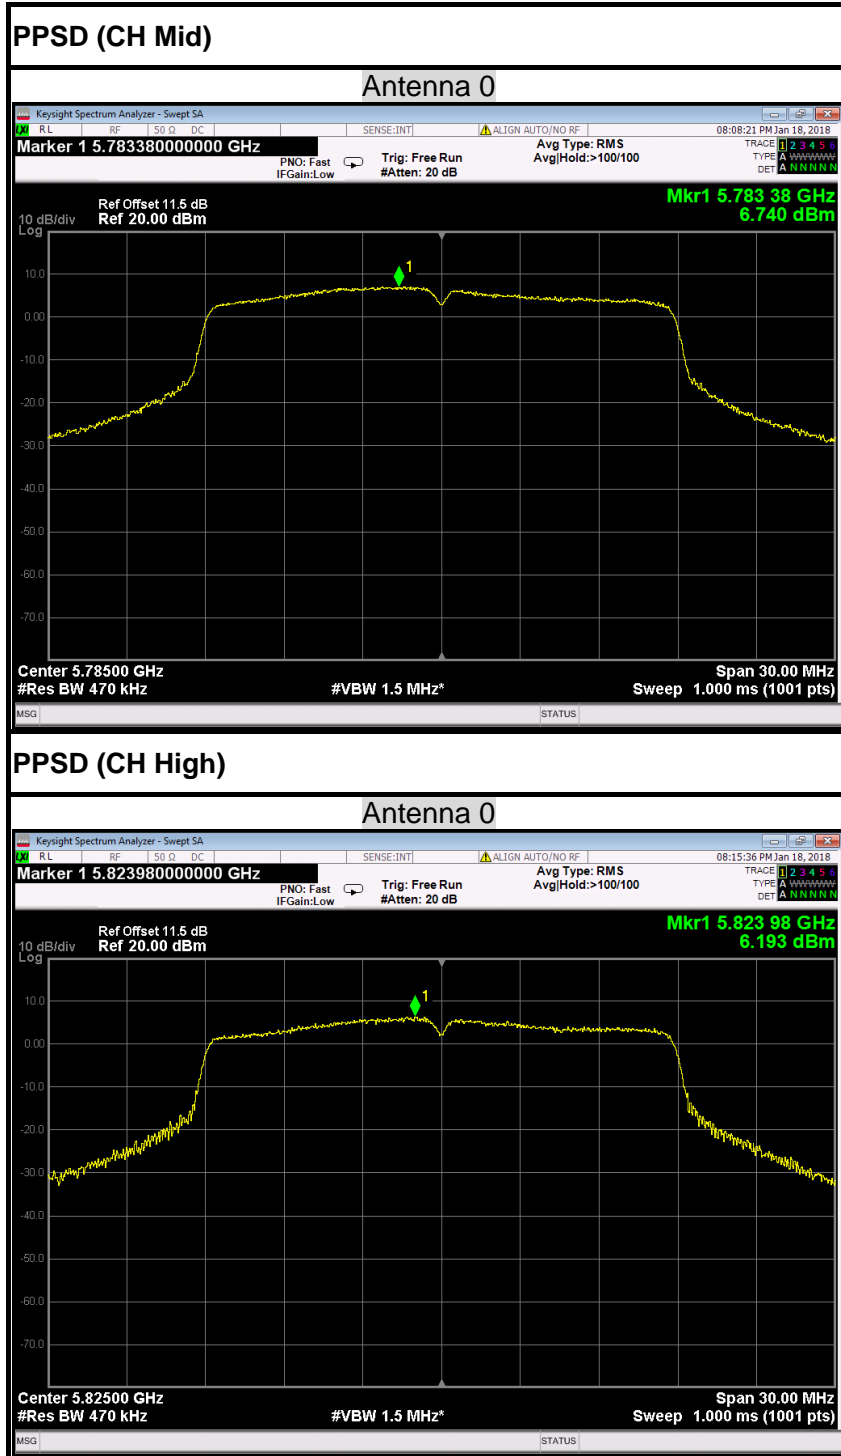 PPSD (CH Mid)
Antenna 0
Keysight Spectrum Analyzer - Swept SA
LXI RL RF 50 Ω DC SENSE:INT ALIGN AUTO/NO RF 08:08:21 PM Jan 18, 2018
Marker 1 5.783380000000 GHz Avg Type: RMS TRACE 1 2 3 4 5 6
PNO: Fast Trig: Free Run Avg|Hold:>100/100 TYPE A WWWWW
IFGain:Low #Atten: 20 dB DET A N N N N N
Mkr1 5.783 38 GHz
Ref Offset 11.5 dB 6.740 dBm
10 dB/div Ref 20.00 dBm
Log
1
10.0
0.00
-10.0
-20.0
-30.0
-40.0
-50.0
-60.0
-70.0
Center 5.78500 GHz Span 30.00 MHz
#Res BW 470 kHz #VBW 1.5 MHz* Sweep 1.000 ms (1001 pts)
MSG STATUS
PPSD (CH High)
Antenna 0
Keysight Spectrum Analyzer - Swept SA
LXI RL RF 50 Ω DC SENSE:INT ALIGN AUTO/NO RF 08:15:36 PM Jan 18, 2018
Marker 1 5.823980000000 GHz Avg Type: RMS TRACE 1 2 3 4 5 6
PNO: Fast Trig: Free Run Avg|Hold:>100/100 TYPE A WWWWW
IFGain:Low #Atten: 20 dB DET A N N N N N
Mkr1 5.823 98 GHz
Ref Offset 11.5 dB 6.193 dBm
10 dB/div Ref 20.00 dBm
Log
1
10.0
0.00
-10.0
-20.0
-30.0
-40.0
-50.0
-60.0
-70.0
Center 5.82500 GHz Span 30.00 MHz
#Res BW 470 kHz #VBW 1.5 MHz* Sweep 1.000 ms (1001 pts)
MSG STATUS